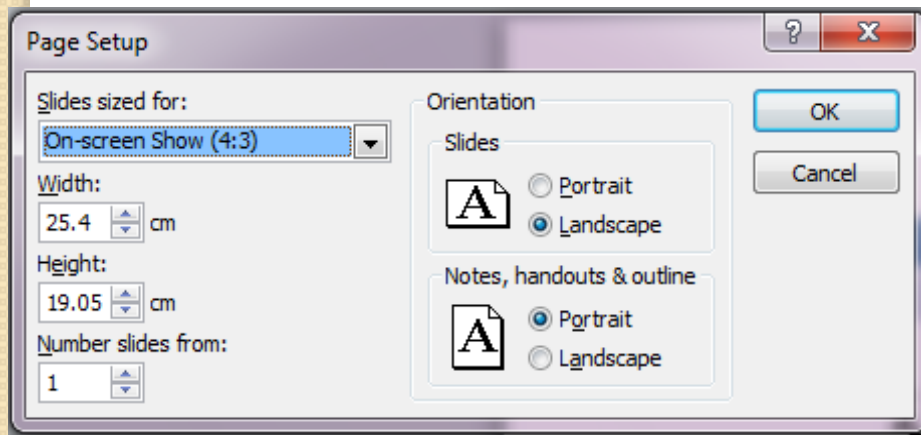 Page Setup
?
X
Slides sized for:
On-screen Show (4:3)
Width:
25.4 cm
Height:
19.05 cm
Number slides from:
1
Orientation
Slides
A
Portrait
Landscape
Notes, handouts & outline
A
Portrait
Landscape
OK
Cancel